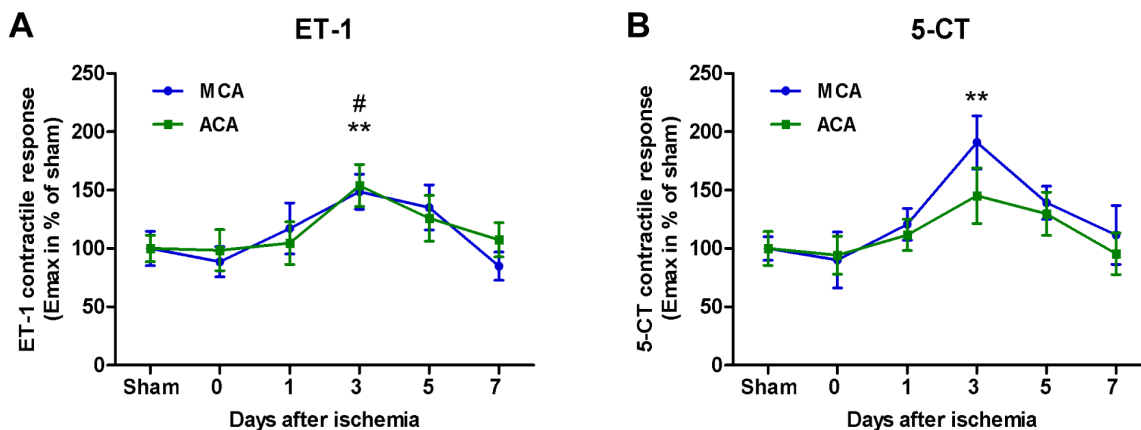 A
ET-1
ET-1 contractile response
(Emax in % of sham)
250
200
150
100
50
0
MCA
ACA
#
**
Sham 0 1 3 5 7
Days after ischemia
B
5-CT
5-CT contractile response
(Emax in % of sham)
250
200
150
100
50
0
MCA
ACA
**
Sham 0 1 3 5 7
Days after ischemia